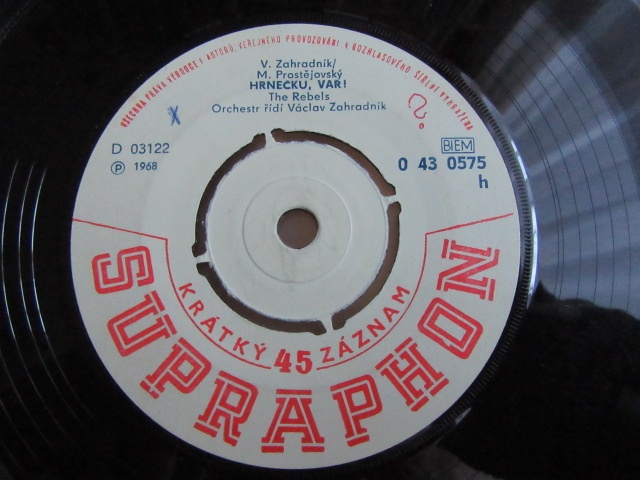 VŠECHNA PRÁVA VÝROBCE I AUTORŮ, VEŘEJNÉHO PROVOZOVÁNÍ A ROZHLASOVÉHO ŠÍŘENÍ VYHRAZENA
V. Zahradník/
M. Prostějovský
HRNECKU, VAR!
The Rebels
Orchestr řídí Václav Zahradník
x
?
D 03122
BIEM
℗ 1968
0 43 0575
h
KRÁTKÝ 45 ZÁZNAM
SUPRAPHON